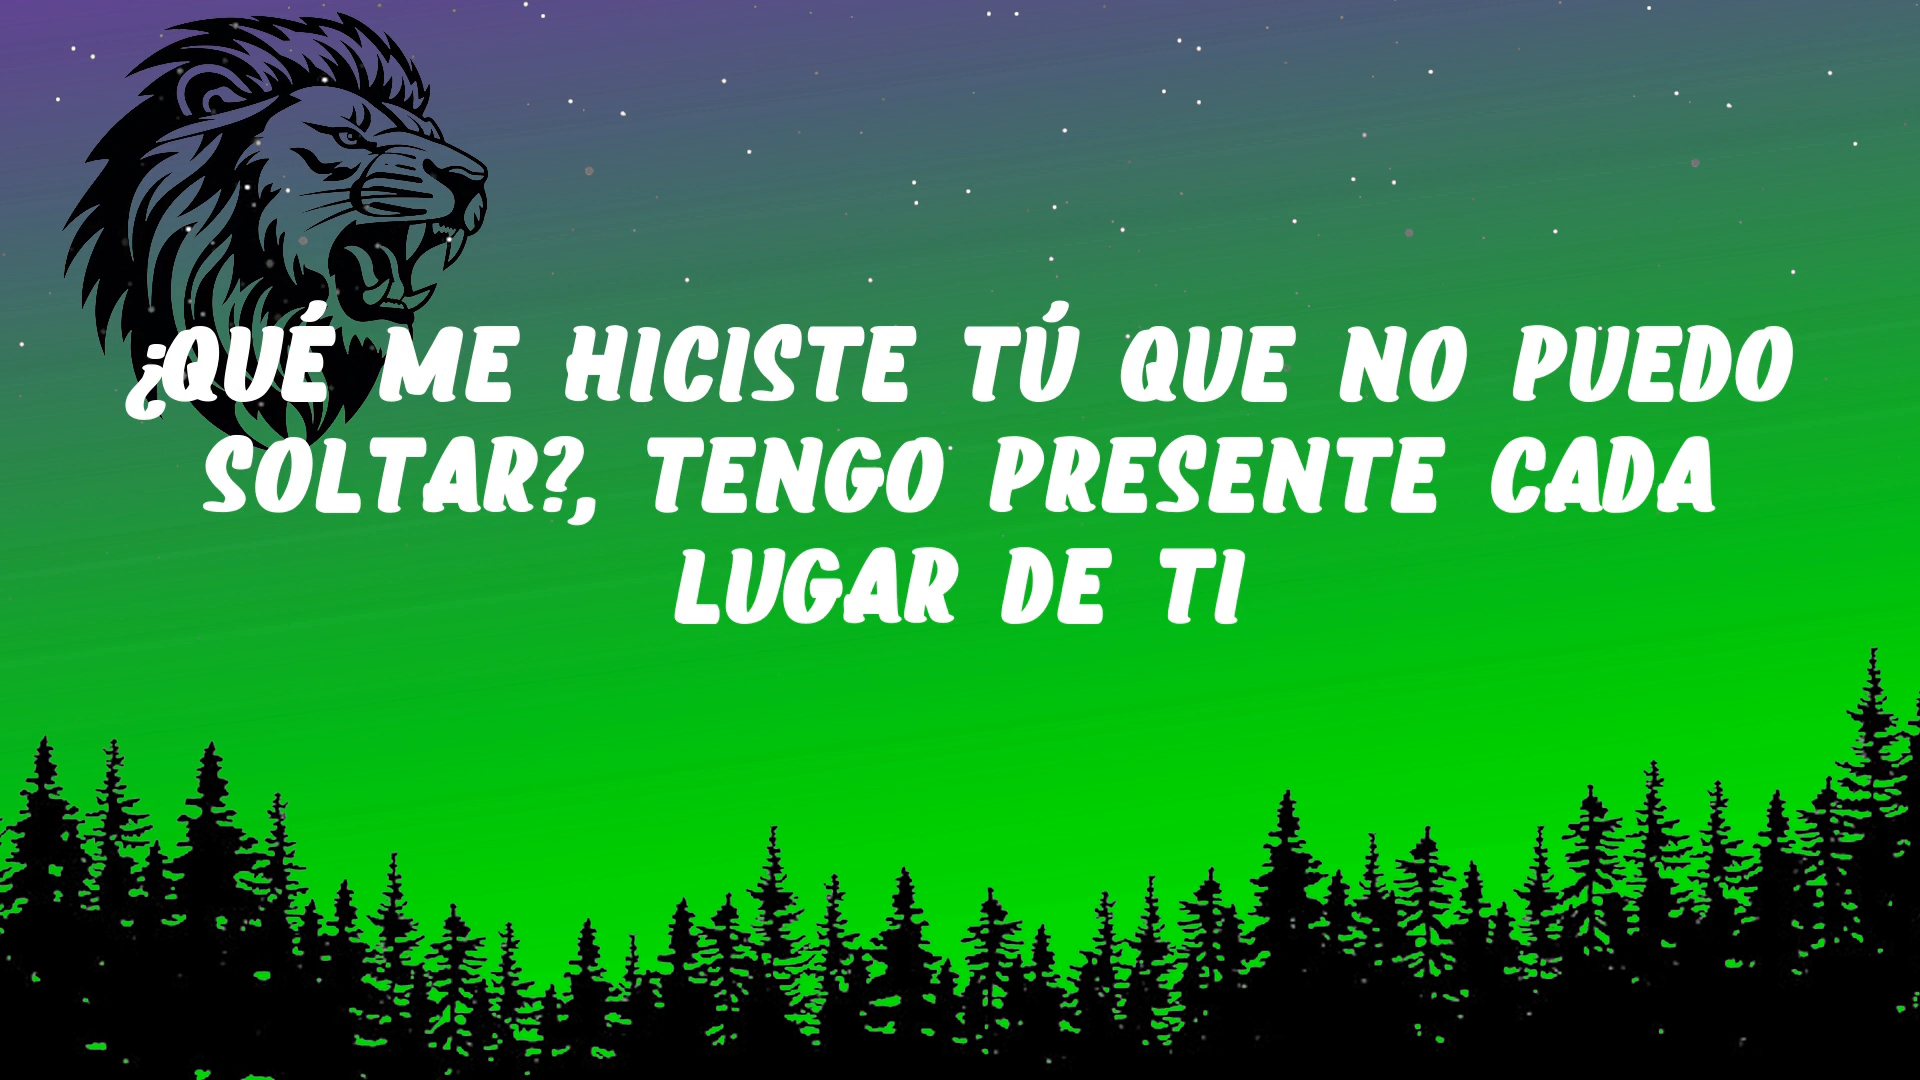 ¿QUÉ ME HICISTE TÚ QUE NO PUEDO
SOLTAR?, TENGO PRESENTE CADA
LUGAR DE TI